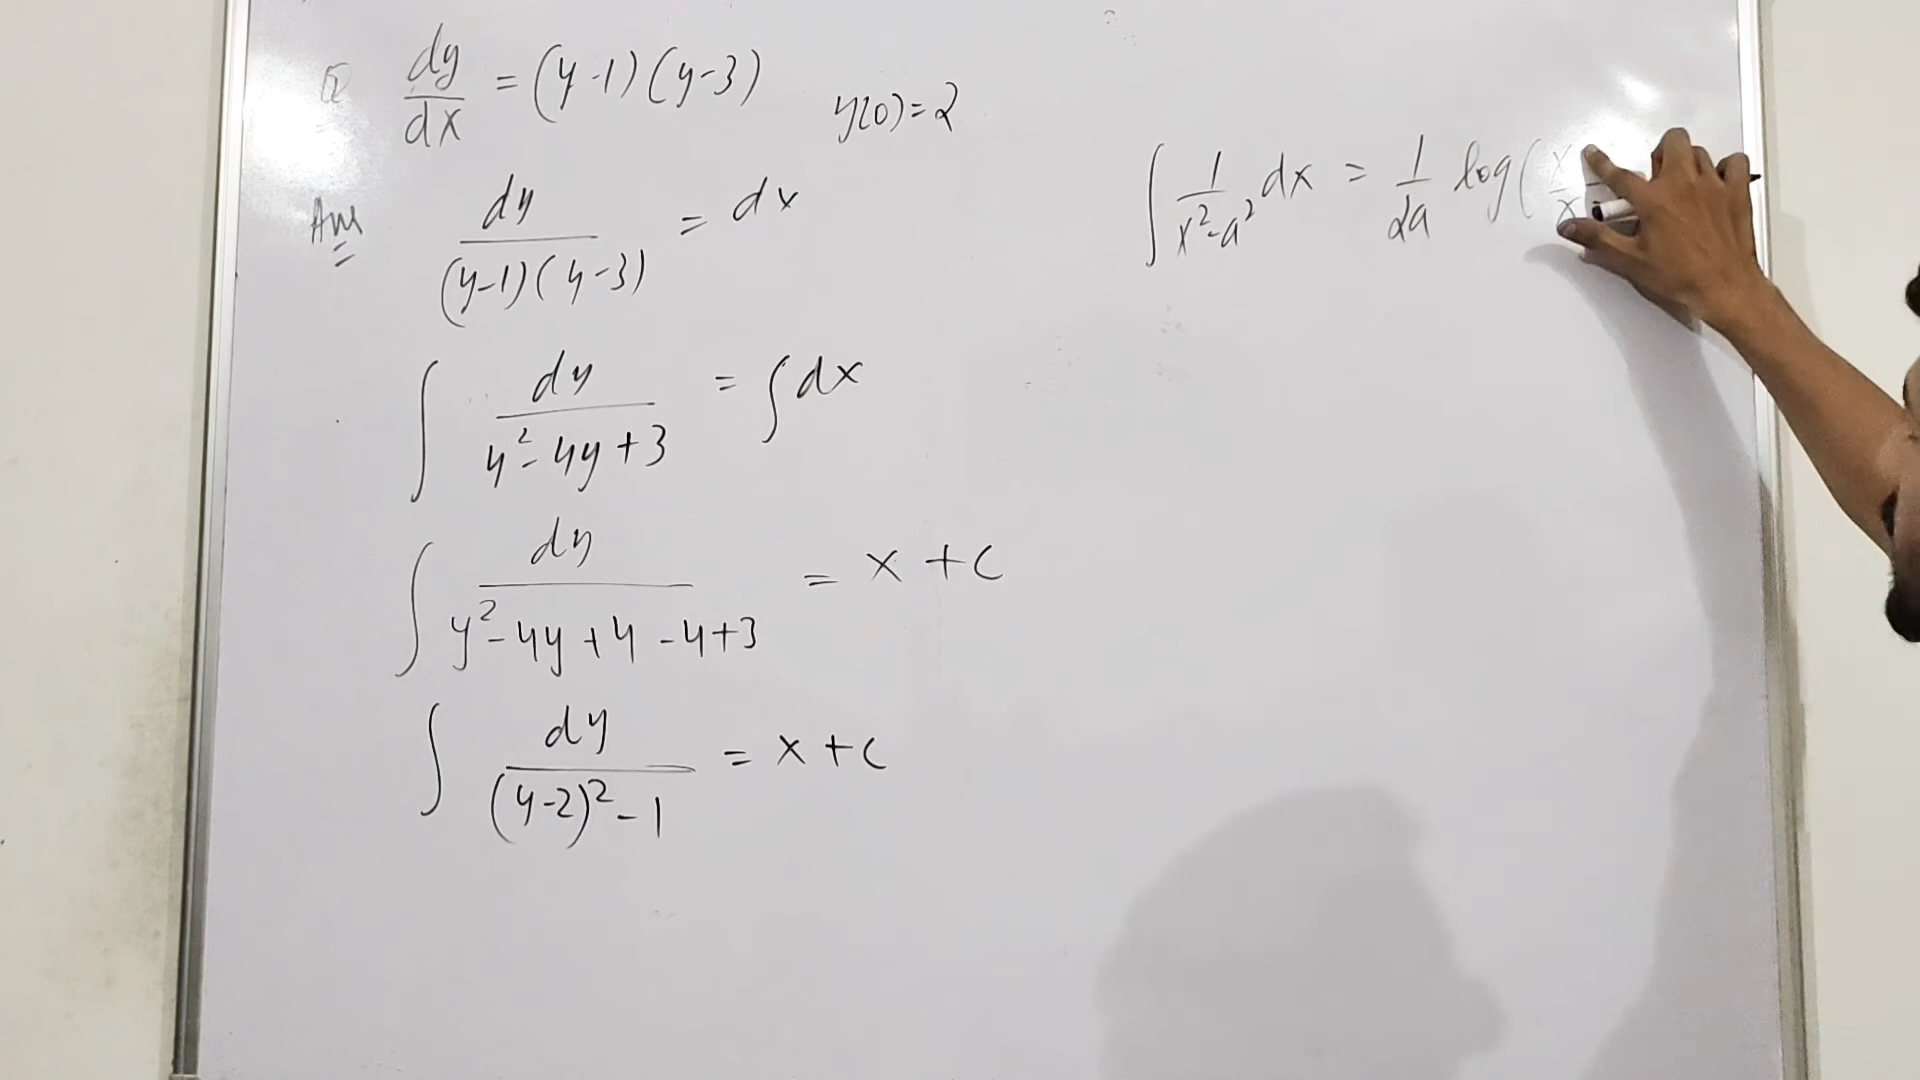 Q dy/dx = (y-1)(y-3) y(0)=2
Ans dy/((y-1)(y-3)) = dx
∫ dy/(y²-4y+3) = ∫dx
∫ dy/(y²-4y+4-4+3) = x+c
∫ dy/((y-2)²-1) = x+c
∫ 1/(x²-a²) dx = 1/2a log(